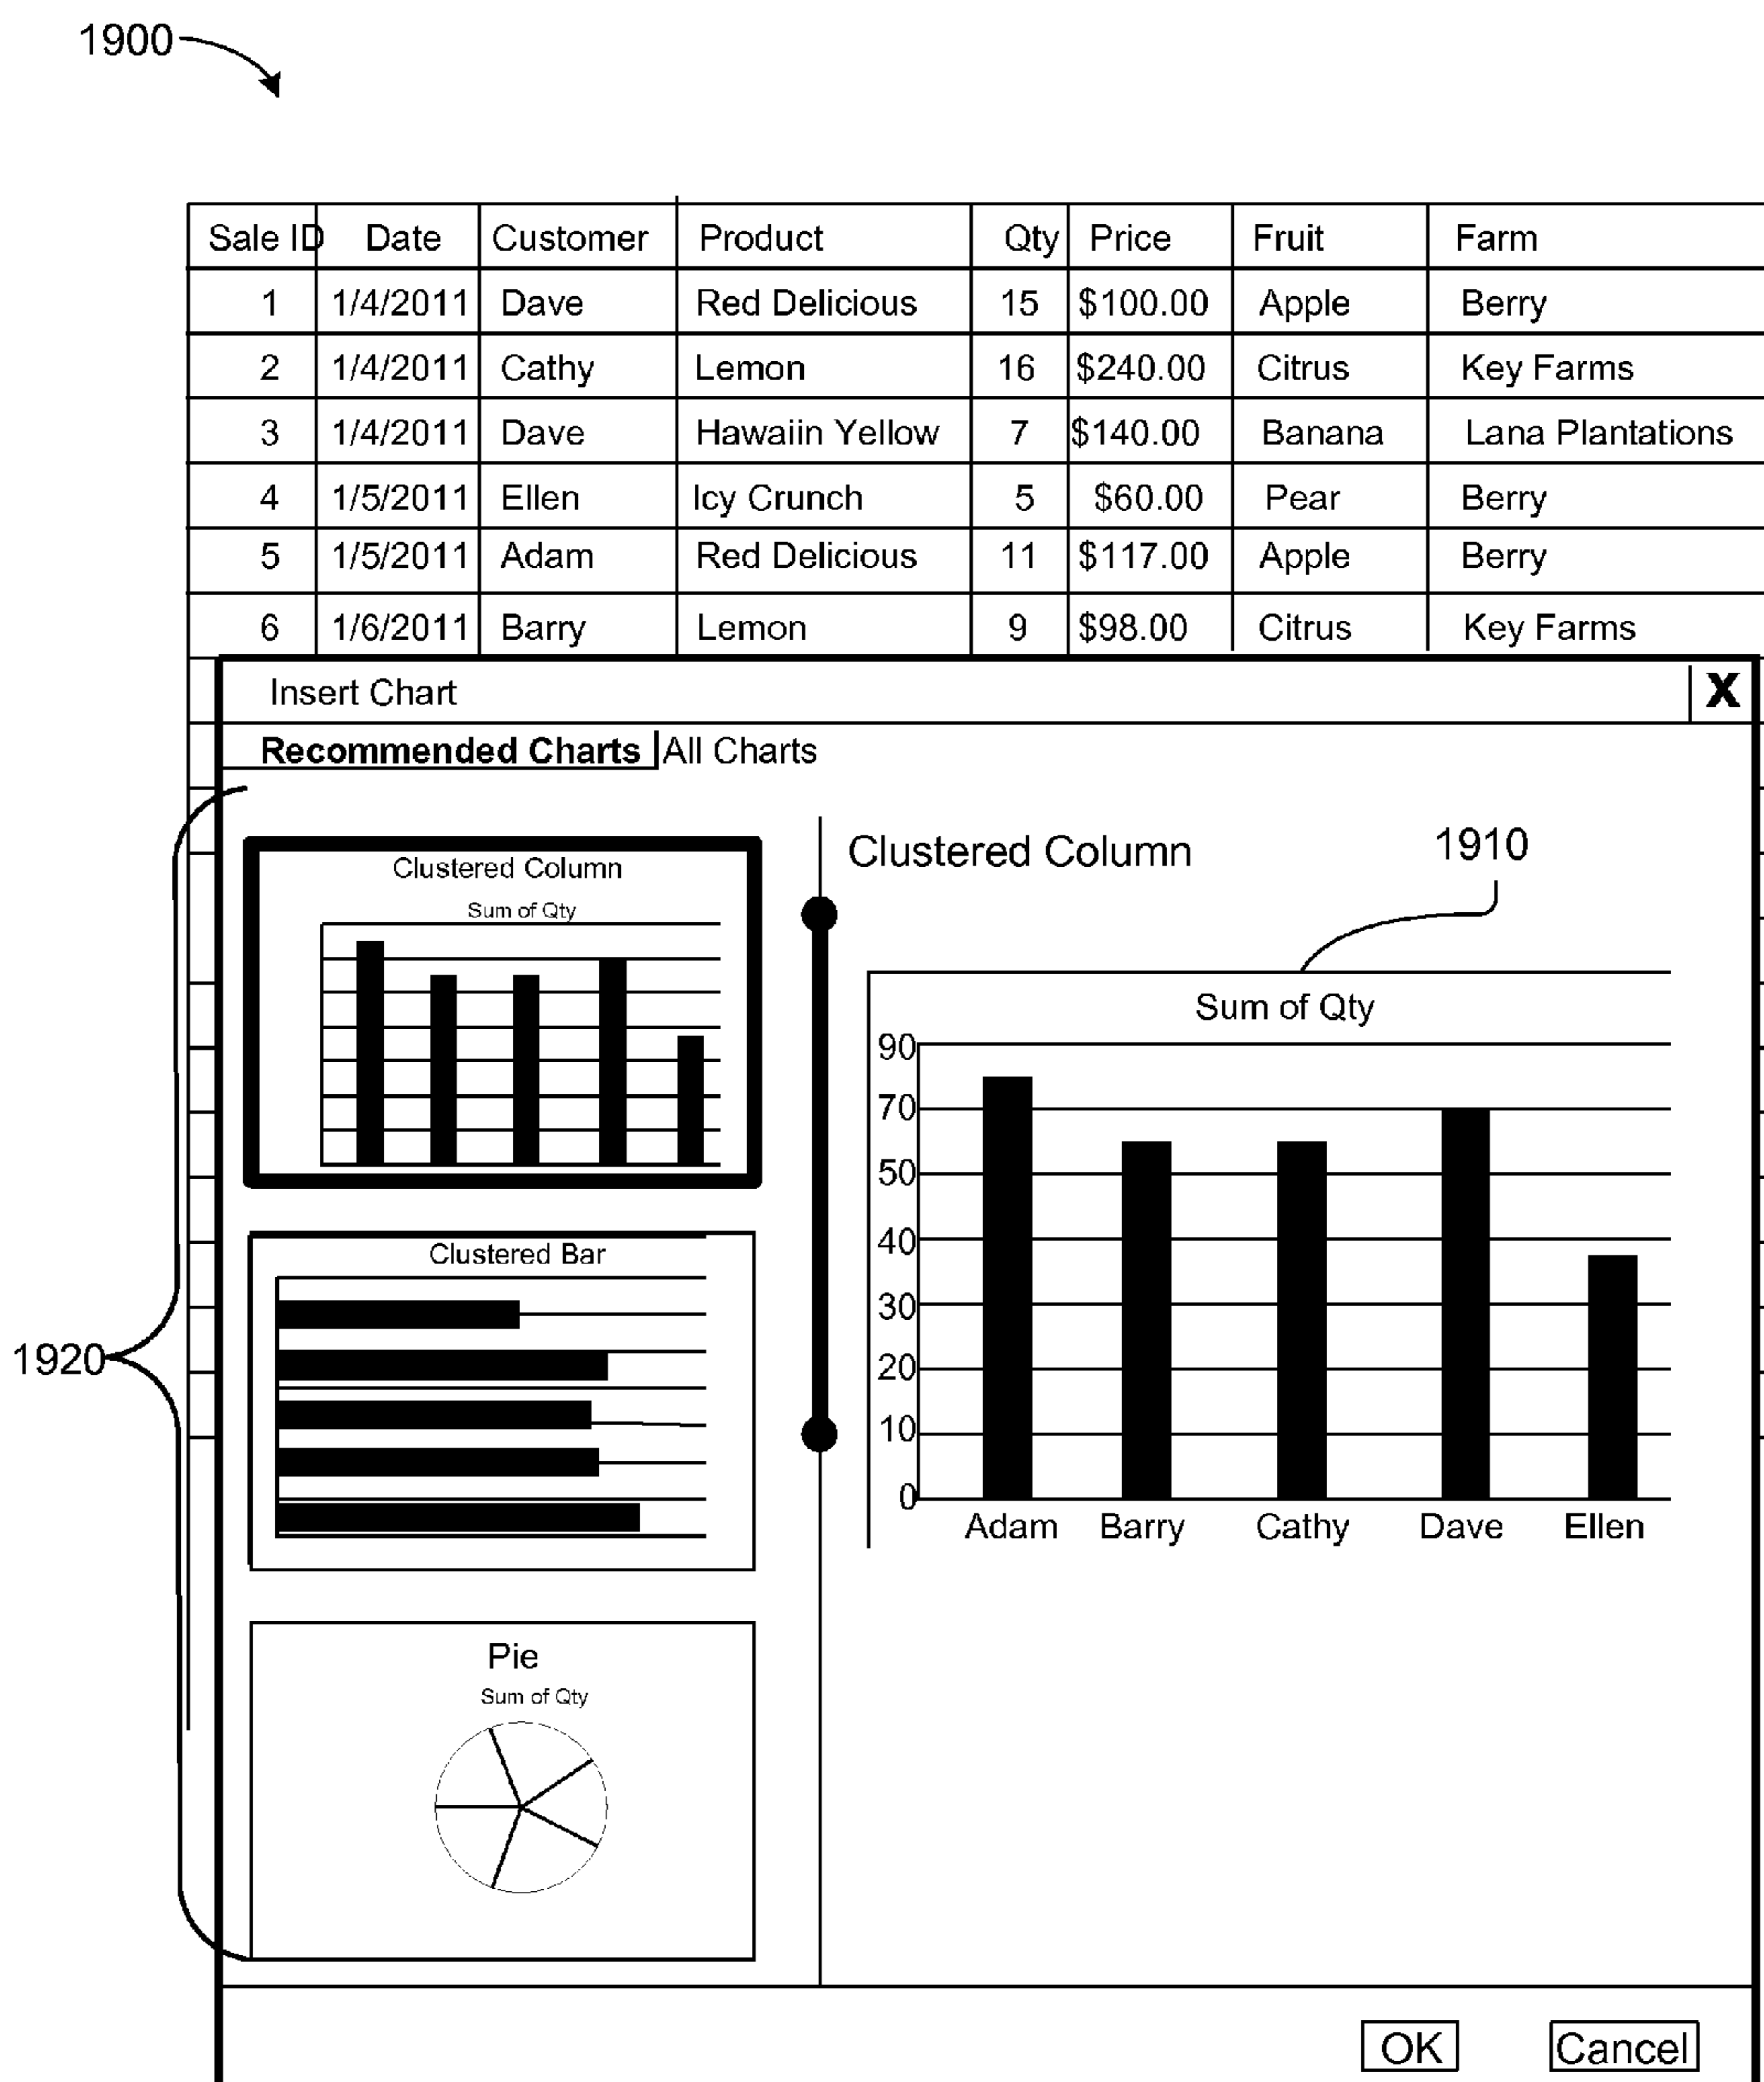 1900
Sale ID Date Customer Product Qty Price Fruit Farm
1 1/4/2011 Dave Red Delicious 15 $100.00 Apple Berry
2 1/4/2011 Cathy Lemon 16 $240.00 Citrus Key Farms
3 1/4/2011 Dave Hawaiin Yellow 7 $140.00 Banana Lana Plantations
4 1/5/2011 Ellen Icy Crunch 5 $60.00 Pear Berry
5 1/5/2011 Adam Red Delicious 11 $117.00 Apple Berry
6 1/6/2011 Barry Lemon 9 $98.00 Citrus Key Farms
Insert Chart X
Recommended Charts All Charts
1920
Clustered Column
Sum of Qty
Clustered Bar
Pie
Sum of Qty
Clustered Column
1910
Sum of Qty
90
70
50
40
30
20
10
0
Adam Barry Cathy Dave Ellen
OK Cancel